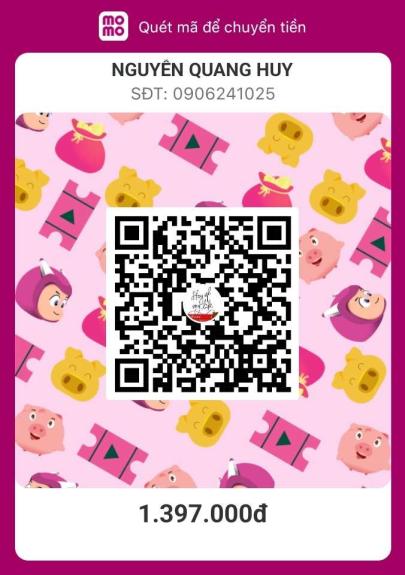 momo
Quét mã để chuyển tiền
NGUYỄN QUANG HUY
SĐT: 0906241025
1.397.000đ